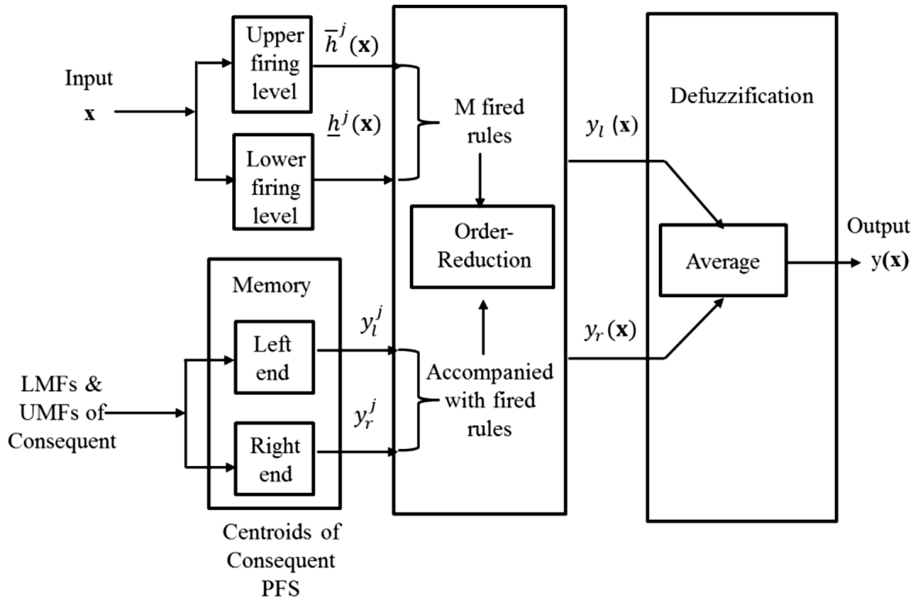 Input
x
Upper
firing
level
h̅ʲ(x)
Lower
firing
level
h̲ʲ(x)
M fired
rules
Order-
Reduction
Accompanied
with fired
rules
LMFs &
UMFs of
Consequent
Memory
Left
end
Right
end
yₗʲ
yᵣʲ
Centroids of
Consequent
PFS
yₗ (x)
yᵣ (x)
Defuzzification
Average
Output
y(x)